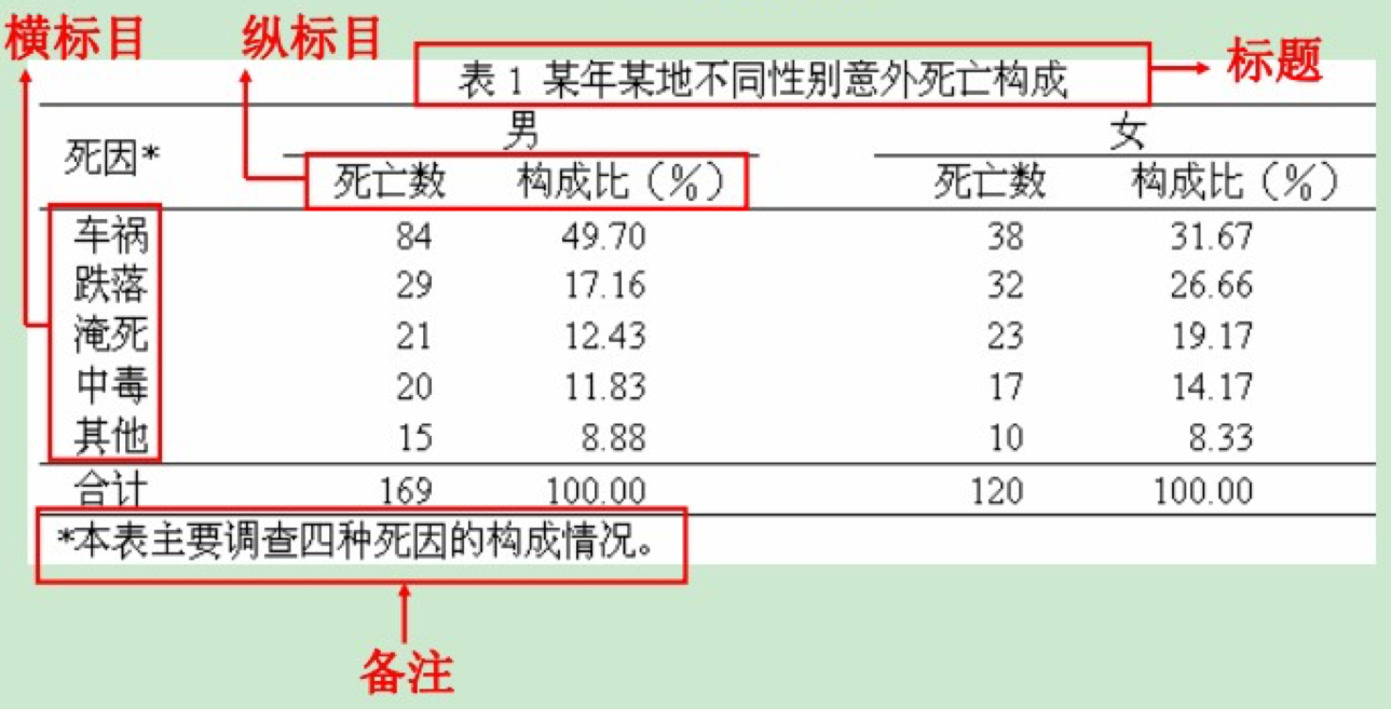 横标目 纵标目 标题
表 1 某年某地不同性别意外死亡构成
死因* 男 女
死亡数 构成比（%） 死亡数 构成比（%）
车祸 84 49.70 38 31.67
跌落 29 17.16 32 26.66
淹死 21 12.43 23 19.17
中毒 20 11.83 17 14.17
其他 15 8.88 10 8.33
合计 169 100.00 120 100.00
*本表主要调查四种死因的构成情况。
备注